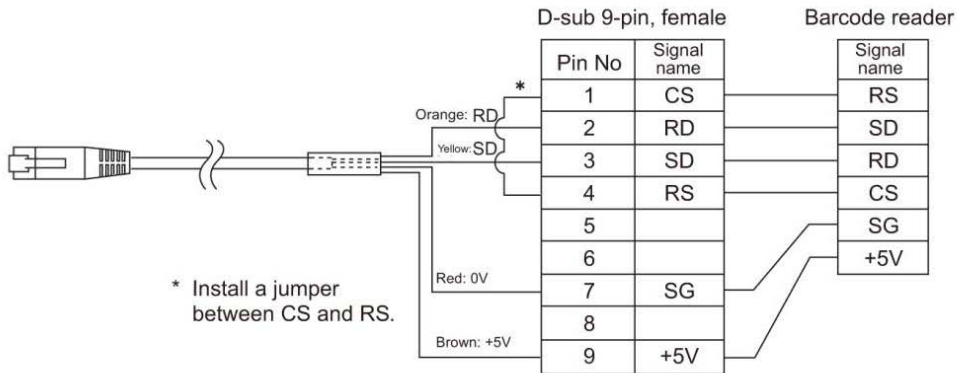 D-sub 9-pin, female
Barcode reader
Pin No Signal name
Signal name
*
1 CS RS
Orange: RD
2 RD SD
Yellow: SD
3 SD RD
4 RS CS
5 SG
6 +5V
Red: 0V
7 SG
8
Brown: +5V
9 +5V
* Install a jumper
between CS and RS.